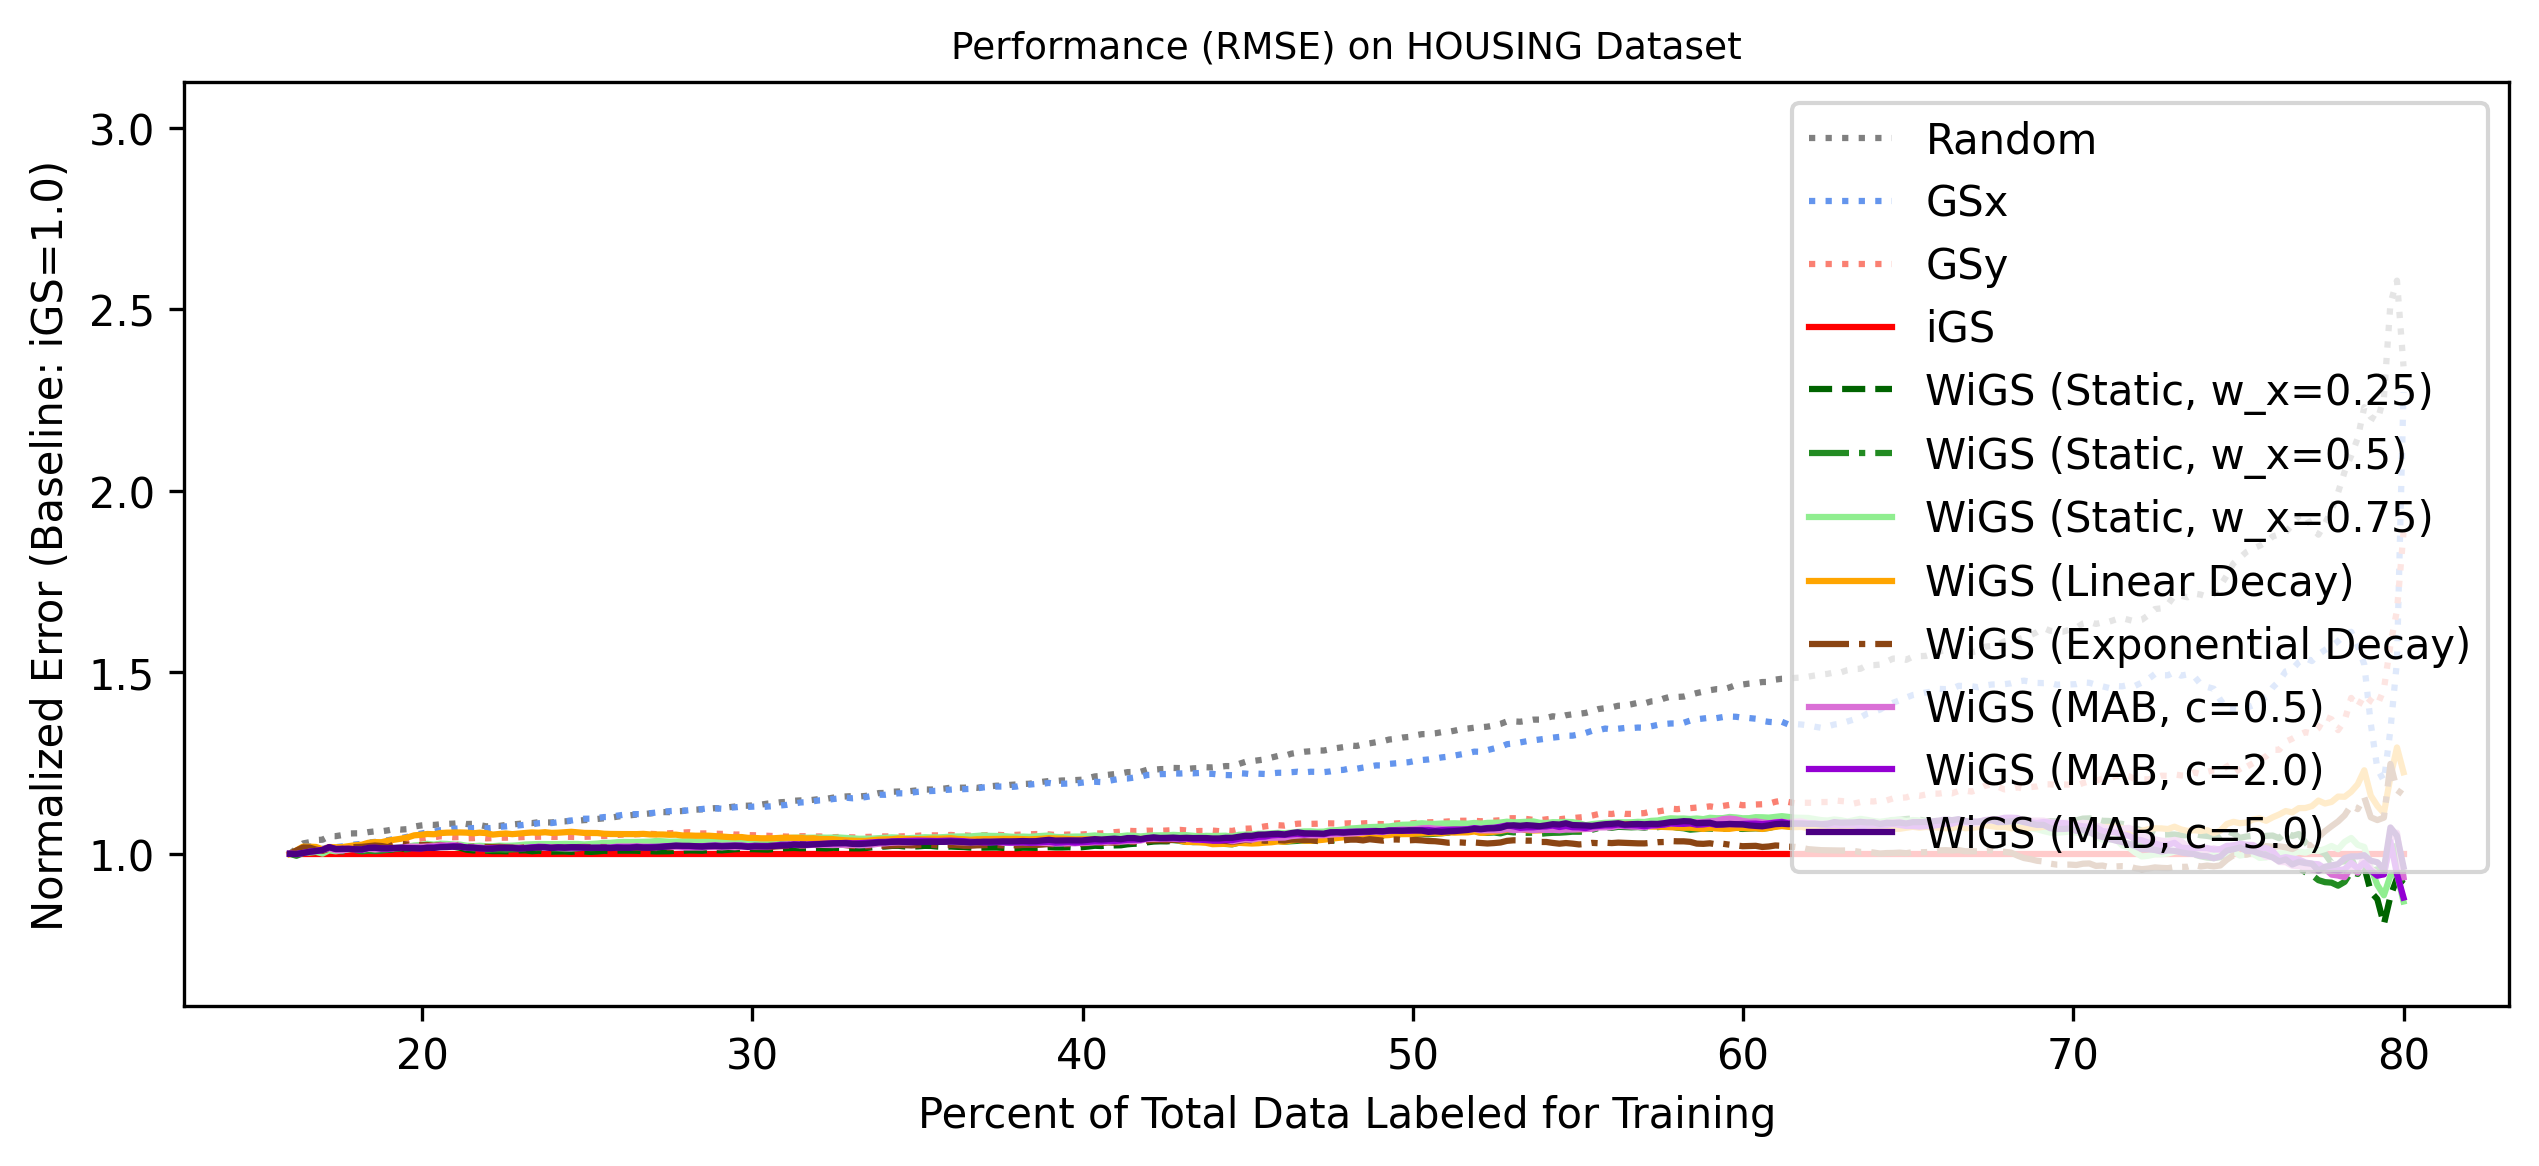 Performance (RMSE) on HOUSING Dataset
Normalized Error (Baseline: iGS=1.0)
3.0
2.5
2.0
1.5
1.0
Random
GSx
GSy
iGS
WiGS (Static, w_x=0.25)
WiGS (Static, w_x=0.5)
WiGS (Static, w_x=0.75)
WiGS (Linear Decay)
WiGS (Exponential Decay)
WiGS (MAB, c=0.5)
WiGS (MAB, c=2.0)
WiGS (MAB, c=5.0)
20 30 40 50 60 70 80
Percent of Total Data Labeled for Training